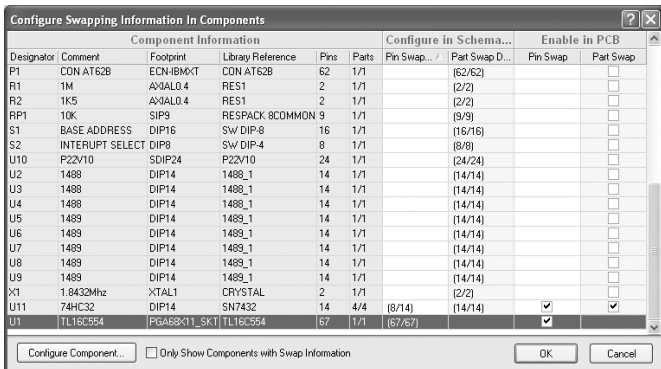 Configure Swapping Information In Components
Component Information Configure in Schema... Enable in PCB
Designator Comment Footprint Library Reference Pins Parts Pin Swap... Part Swap D... Pin Swap Part Swap
P1 CON AT62B ECN-IBMXT CON AT62B 62 1/1 (62/62)
R1 1M AXIAL0.4 RES1 2 1/1 (2/2)
R2 1K5 AXIAL0.4 RES1 2 1/1 (2/2)
RP1 10K SIP9 RESPACK 8COMMON 9 1/1 (9/9)
S1 BASE ADDRESS DIP16 SW DIP-8 16 1/1 (16/16)
S2 INTERUPT SELECT DIP8 SW DIP-4 8 1/1 (8/8)
U10 P22V10 SDIP24 P22V10 24 1/1 (24/24)
U2 1488 DIP14 1488_1 14 1/1 (14/14)
U3 1488 DIP14 1488_1 14 1/1 (14/14)
U4 1488 DIP14 1488_1 14 1/1 (14/14)
U5 1489 DIP14 1489_1 14 1/1 (14/14)
U6 1489 DIP14 1489_1 14 1/1 (14/14)
U7 1489 DIP14 1489_1 14 1/1 (14/14)
U8 1489 DIP14 1489_1 14 1/1 (14/14)
U9 1489 DIP14 1489_1 14 1/1 (14/14)
X1 1.8432Mhz XTAL1 CRYSTAL 2 1/1 (2/2)
U11 74HC32 DIP14 SN7432 14 4/4 (8/14) (14/14)
U1 TL16C554 PGA68X11_SKT TL16C554 67 1/1 (67/67)
Configure Component... Only Show Components with Swap Information OK Cancel